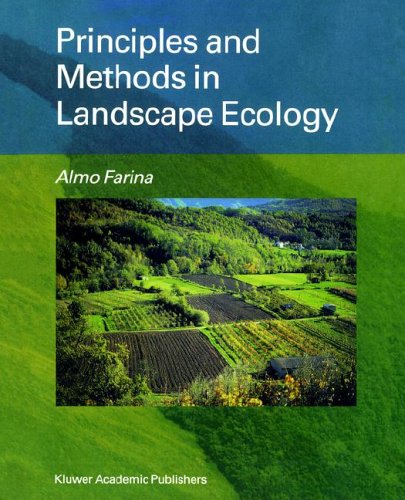 Principles and
Methods in
Landscape Ecology
Almo Farina
Kluwer Academic Publishers